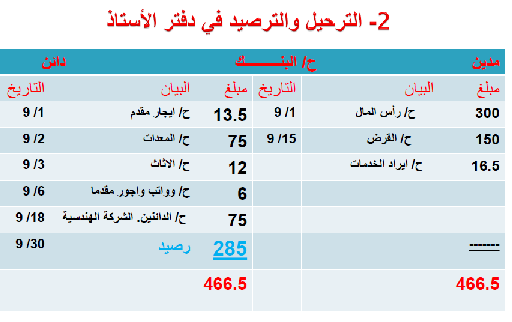 2- الترحيل والترصيد في دفتر الأستاذ
مدين ح/ البنـــــــــك دائن
مبلغ البيان التاريخ مبلغ البيان التاريخ
300 ح/ رأس المال 9 /1 13.5 ح/ ايجار مقدم 9 /1
150 ح/ القرض 9 /15 75 ح/ المعدات 9 /2
16.5 ح/ ايراد الخدمات 12 ح/ الاثاث 9 /3
6 ح/ وواتب واجور مقدما 9 /6
75 ح/ الدائنين. الشركة الهندسية 9 /18
------- 285 رصيد 9 /30
466.5 466.5